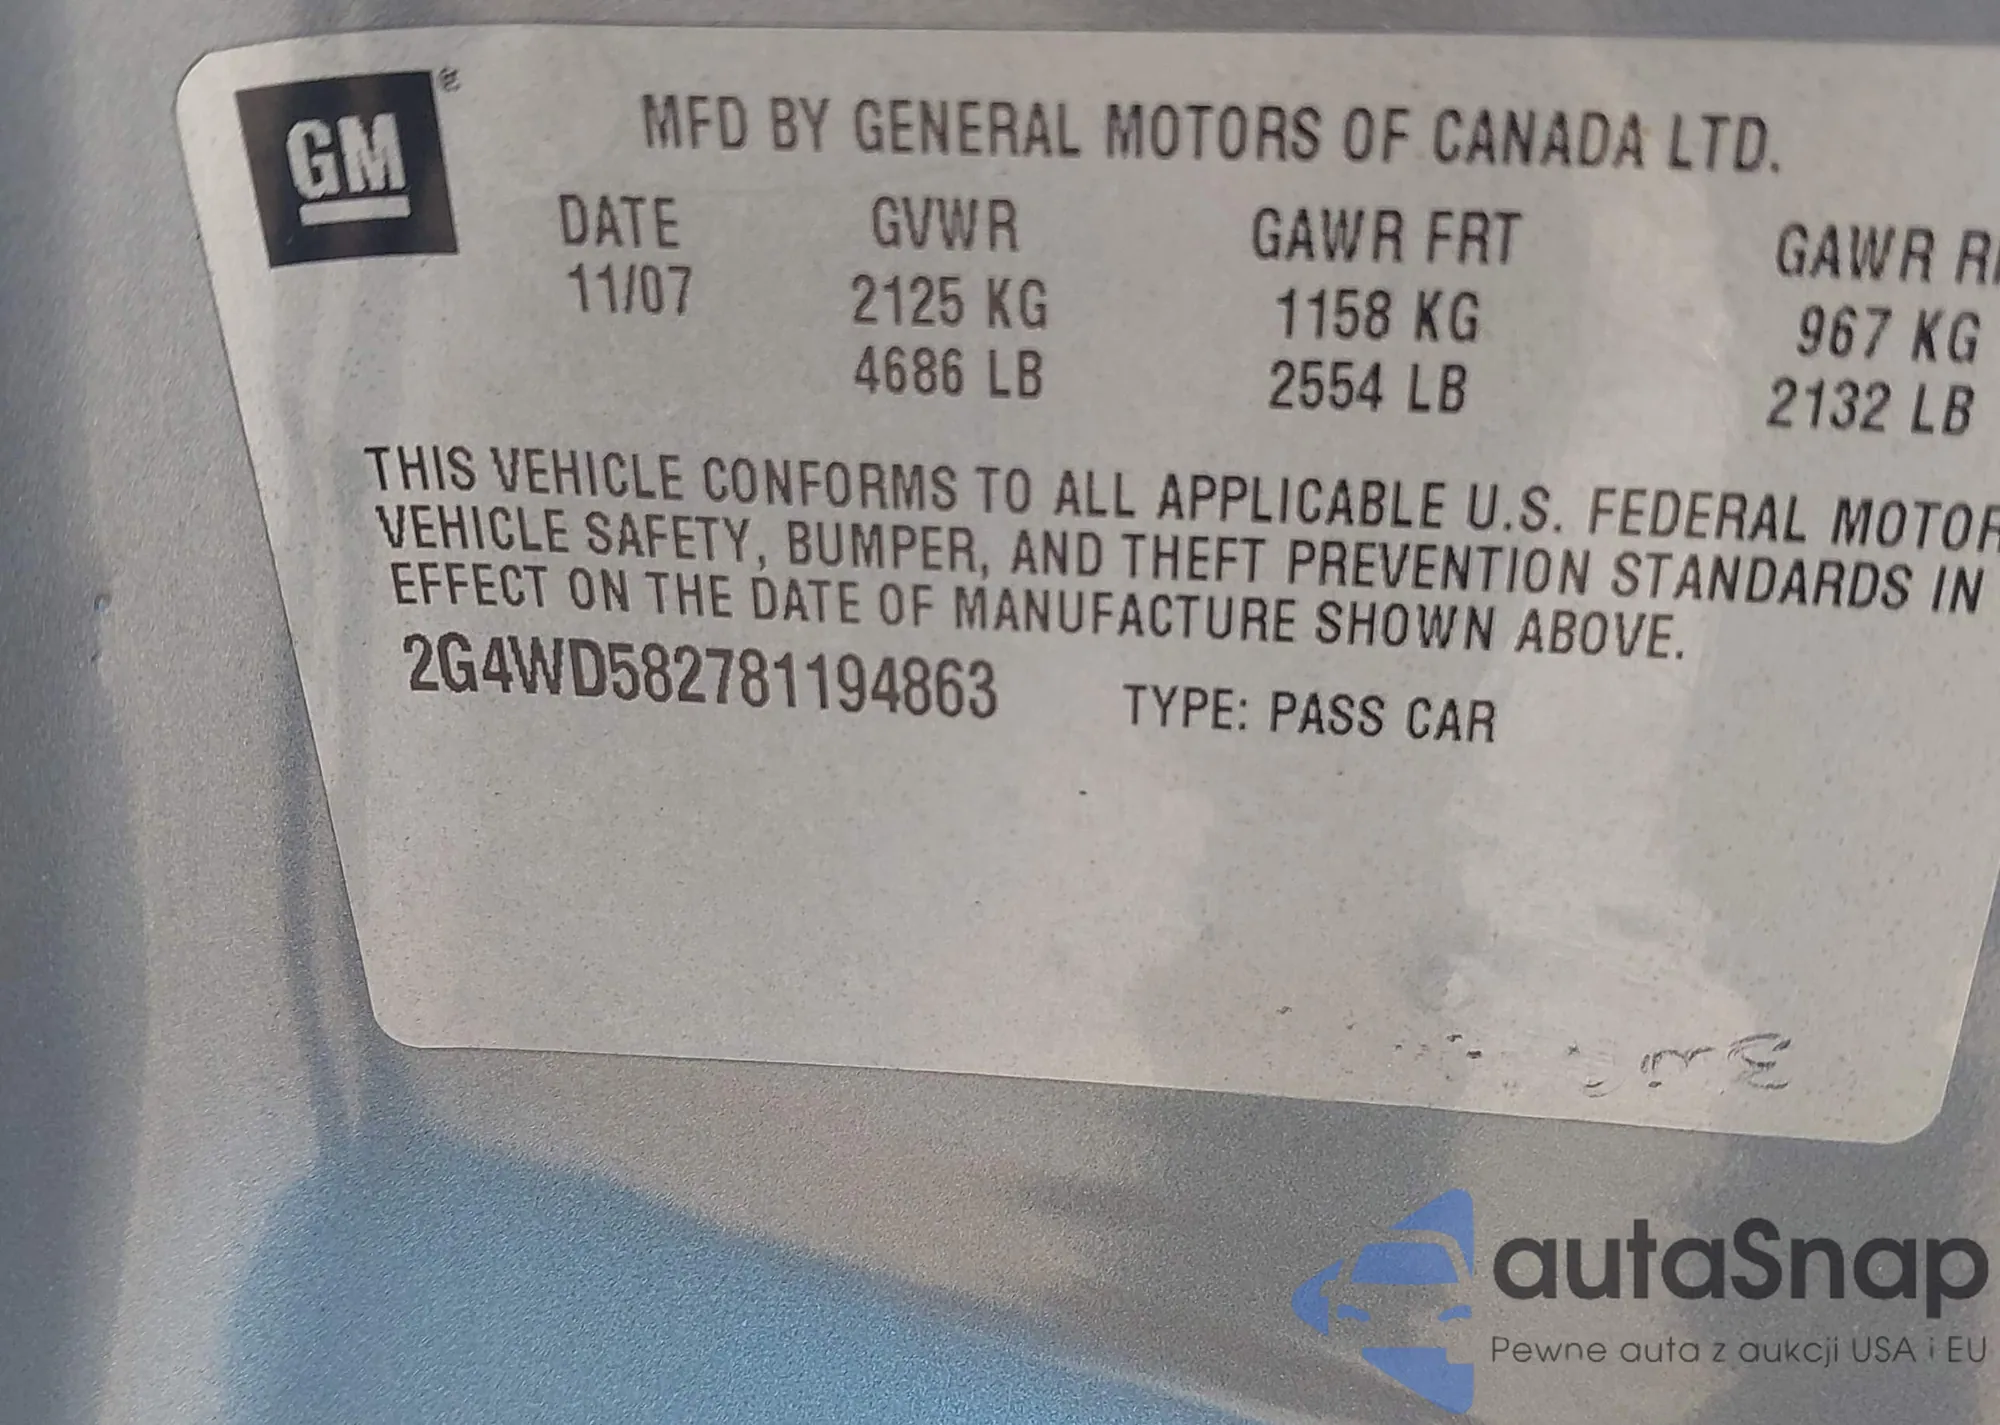 GM ®
MFD BY GENERAL MOTORS OF CANADA LTD.
DATE GVWR GAWR FRT GAWR
11/07 2125 KG 1158 KG 967 KG
4686 LB 2554 LB 2132 LB
THIS VEHICLE CONFORMS TO ALL APPLICABLE U.S. FEDERAL MOTOR
VEHICLE SAFETY, BUMPER, AND THEFT PREVENTION STANDARDS IN
EFFECT ON THE DATE OF MANUFACTURE SHOWN ABOVE.
2G4WD582781194863 TYPE: PASS CAR
autaSnap
Pewne auta z aukcji USA i EU